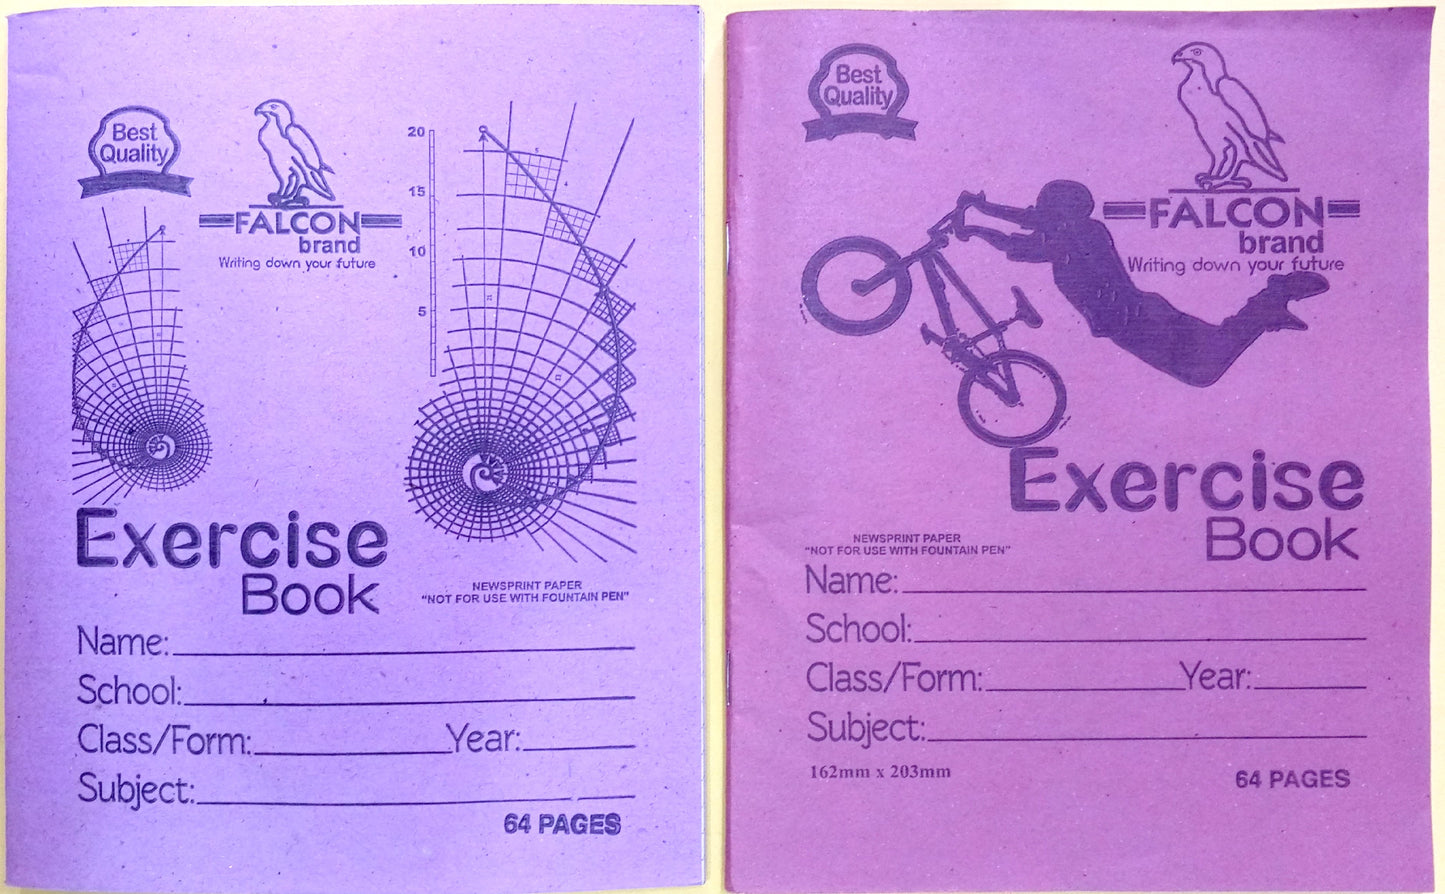 Best
Quality
FALCON
brand
Writing down your future
20
15
10
5
Exercise
Book
NEWSPRINT PAPER
"NOT FOR USE WITH FOUNTAIN PEN"
Name:
School:
Class/Form: Year:
Subject:
64 PAGES
Best
Quality
FALCON
brand
Writing down your future
Exercise
Book
NEWSPRINT PAPER
"NOT FOR USE WITH FOUNTAIN PEN"
Name:
School:
Class/Form: Year:
Subject:
162mm x 203mm
64 PAGES